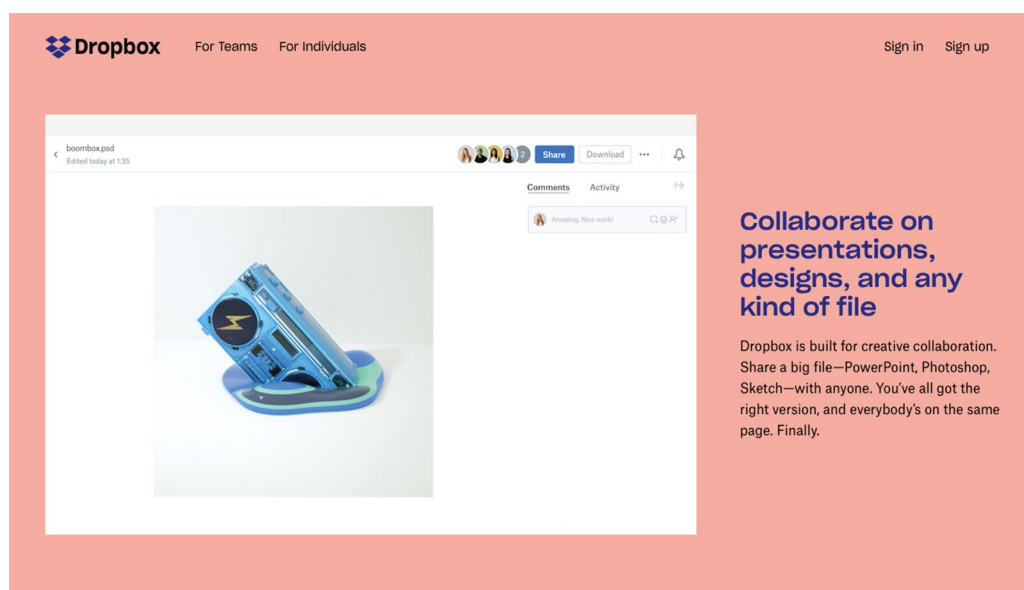 Dropbox
For Teams
For Individuals
Sign in
Sign up
boombox.psd
Edited today at 1:35
2
Share
Download
Comments
Activity
Amazing. Nice work!
Collaborate on
presentations,
designs, and any
kind of file
Dropbox is built for creative collaboration.
Share a big file—PowerPoint, Photoshop,
Sketch—with anyone. You’ve all got the
right version, and everybody’s on the same
page. Finally.